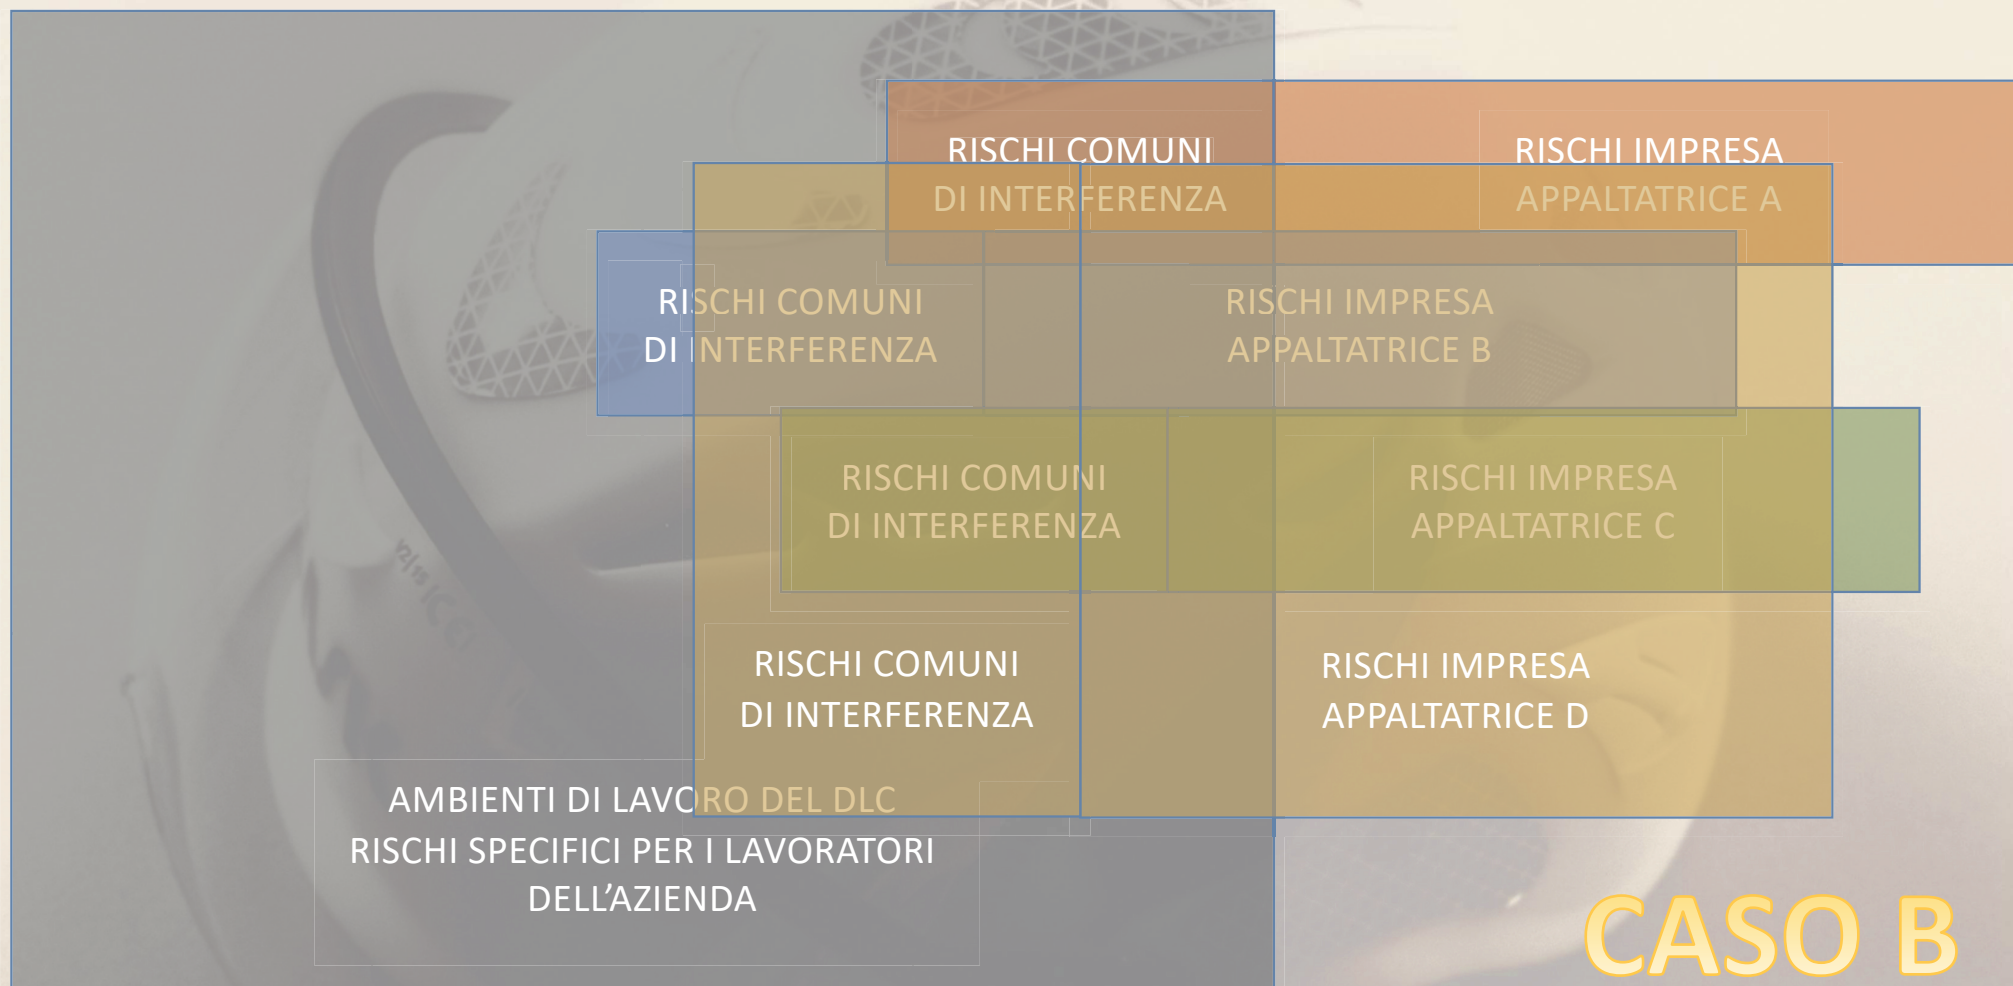 RISCHI COMUNI
DI INTERFERENZA
RISCHI IMPRESA
APPALTATRICE A
RISCHI COMUNI
DI INTERFERENZA
RISCHI IMPRESA
APPALTATRICE B
RISCHI COMUNI
DI INTERFERENZA
RISCHI IMPRESA
APPALTATRICE C
RISCHI COMUNI
DI INTERFERENZA
RISCHI IMPRESA
APPALTATRICE D
AMBIENTI DI LAVORO DEL DLC
RISCHI SPECIFICI PER I LAVORATORI
DELL’AZIENDA
CASO B